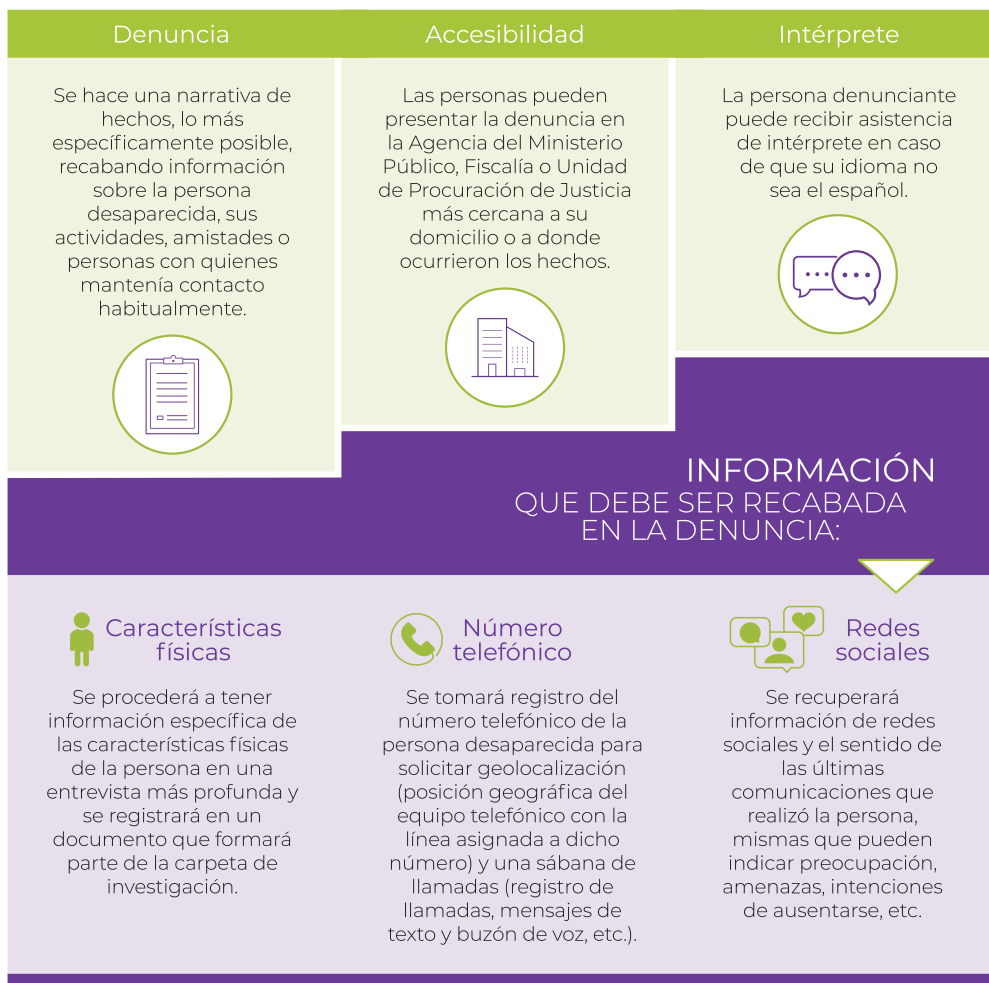 Denuncia
Se hace una narrativa de
hechos, lo más
específicamente posible,
recabando información
sobre la persona
desaparecida, sus
actividades, amistades o
personas con quienes
mantenía contacto
habitualmente.
Accesibilidad
Las personas pueden
presentar la denuncia en
la Agencia del Ministerio
Público, Fiscalía o Unidad
de Procuración de Justicia
más cercana a su
domicilio o a donde
ocurrieron los hechos.
Intérprete
La persona denunciante
puede recibir asistencia
de intérprete en caso
de que su idioma no
sea el español.
INFORMACIÓN
QUE DEBE SER RECABADA
EN LA DENUNCIA:
Características
físicas
Se procederá a tener
información específica de
las características físicas
de la persona en una
entrevista más profunda y
se registrará en un
documento que formará
parte de la carpeta de
investigación.
Número
telefónico
Se tomará registro del
número telefónico de la
persona desaparecida para
solicitar geolocalización
(posición geográfica del
equipo telefónico con la
línea asignada a dicho
número) y una sábana de
llamadas (registro de
llamadas, mensajes de
texto y buzón de voz, etc.).
Redes
sociales
Se recuperará
información de redes
sociales y el sentido de
las últimas
comunicaciones que
realizó la persona,
mismas que pueden
indicar preocupación,
amenazas, intenciones
de ausentarse, etc.